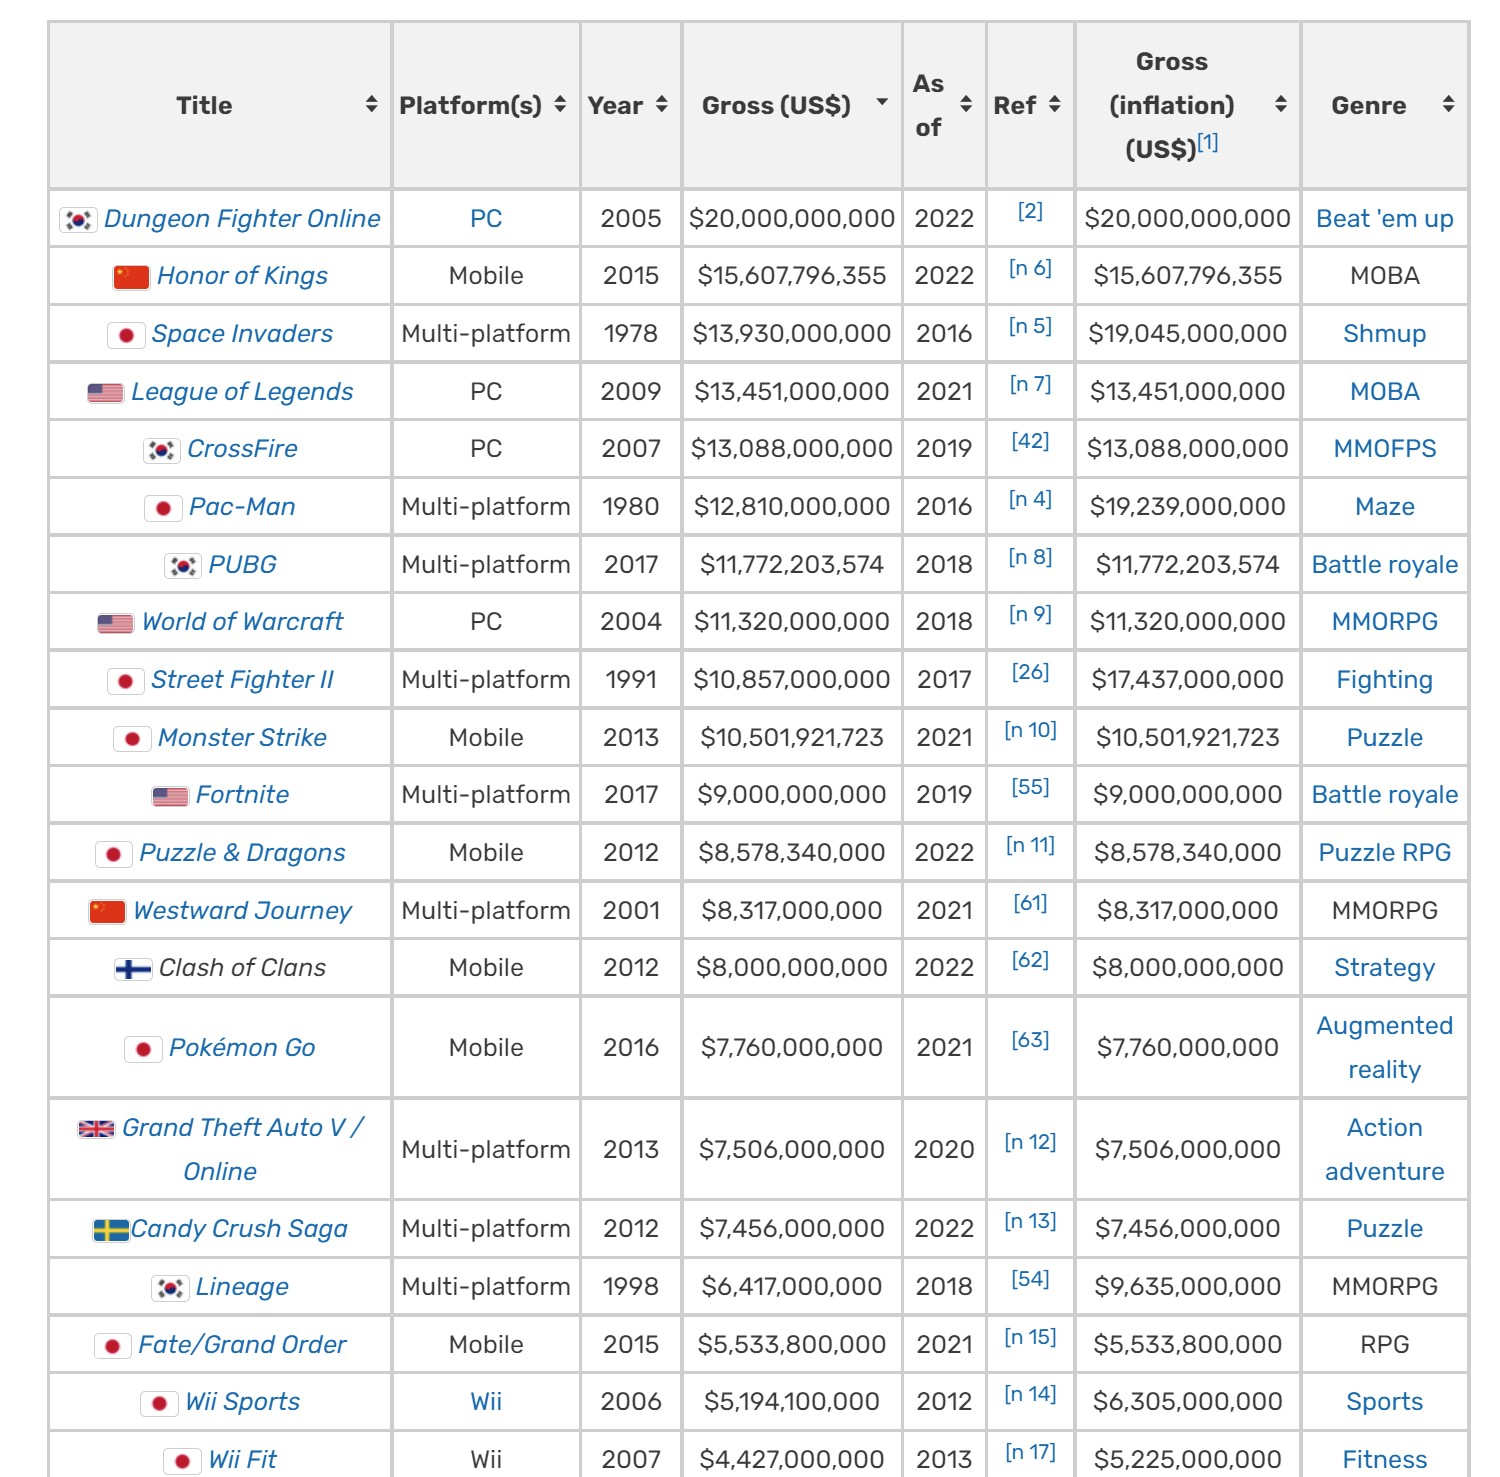 Title Platform(s) Year Gross (US$) As of Ref Gross (inflation) (US$)[1] Genre
Dungeon Fighter Online PC 2005 $20,000,000,000 2022 [2] $20,000,000,000 Beat 'em up
Honor of Kings Mobile 2015 $15,607,796,355 2022 [n 6] $15,607,796,355 MOBA
Space Invaders Multi-platform 1978 $13,930,000,000 2016 [n 5] $19,045,000,000 Shmup
League of Legends PC 2009 $13,451,000,000 2021 [n 7] $13,451,000,000 MOBA
CrossFire PC 2007 $13,088,000,000 2019 [42] $13,088,000,000 MMOFPS
Pac-Man Multi-platform 1980 $12,810,000,000 2016 [n 4] $19,239,000,000 Maze
PUBG Multi-platform 2017 $11,772,203,574 2018 [n 8] $11,772,203,574 Battle royale
World of Warcraft PC 2004 $11,320,000,000 2018 [n 9] $11,320,000,000 MMORPG
Street Fighter II Multi-platform 1991 $10,857,000,000 2017 [26] $17,437,000,000 Fighting
Monster Strike Mobile 2013 $10,501,921,723 2021 [n 10] $10,501,921,723 Puzzle
Fortnite Multi-platform 2017 $9,000,000,000 2019 [55] $9,000,000,000 Battle royale
Puzzle & Dragons Mobile 2012 $8,578,340,000 2022 [n 11] $8,578,340,000 Puzzle RPG
Westward Journey Multi-platform 2001 $8,317,000,000 2021 [61] $8,317,000,000 MMORPG
Clash of Clans Mobile 2012 $8,000,000,000 2022 [62] $8,000,000,000 Strategy
Pokémon Go Mobile 2016 $7,760,000,000 2021 [63] $7,760,000,000 Augmented reality
Grand Theft Auto V / Online Multi-platform 2013 $7,506,000,000 2020 [n 12] $7,506,000,000 Action adventure
Candy Crush Saga Multi-platform 2012 $7,456,000,000 2022 [n 13] $7,456,000,000 Puzzle
Lineage Multi-platform 1998 $6,417,000,000 2018 [54] $9,635,000,000 MMORPG
Fate/Grand Order Mobile 2015 $5,533,800,000 2021 [n 15] $5,533,800,000 RPG
Wii Sports Wii 2006 $5,194,100,000 2012 [n 14] $6,305,000,000 Sports
Wii Fit Wii 2007 $4,427,000,000 2013 [n 17] $5,225,000,000 Fitness